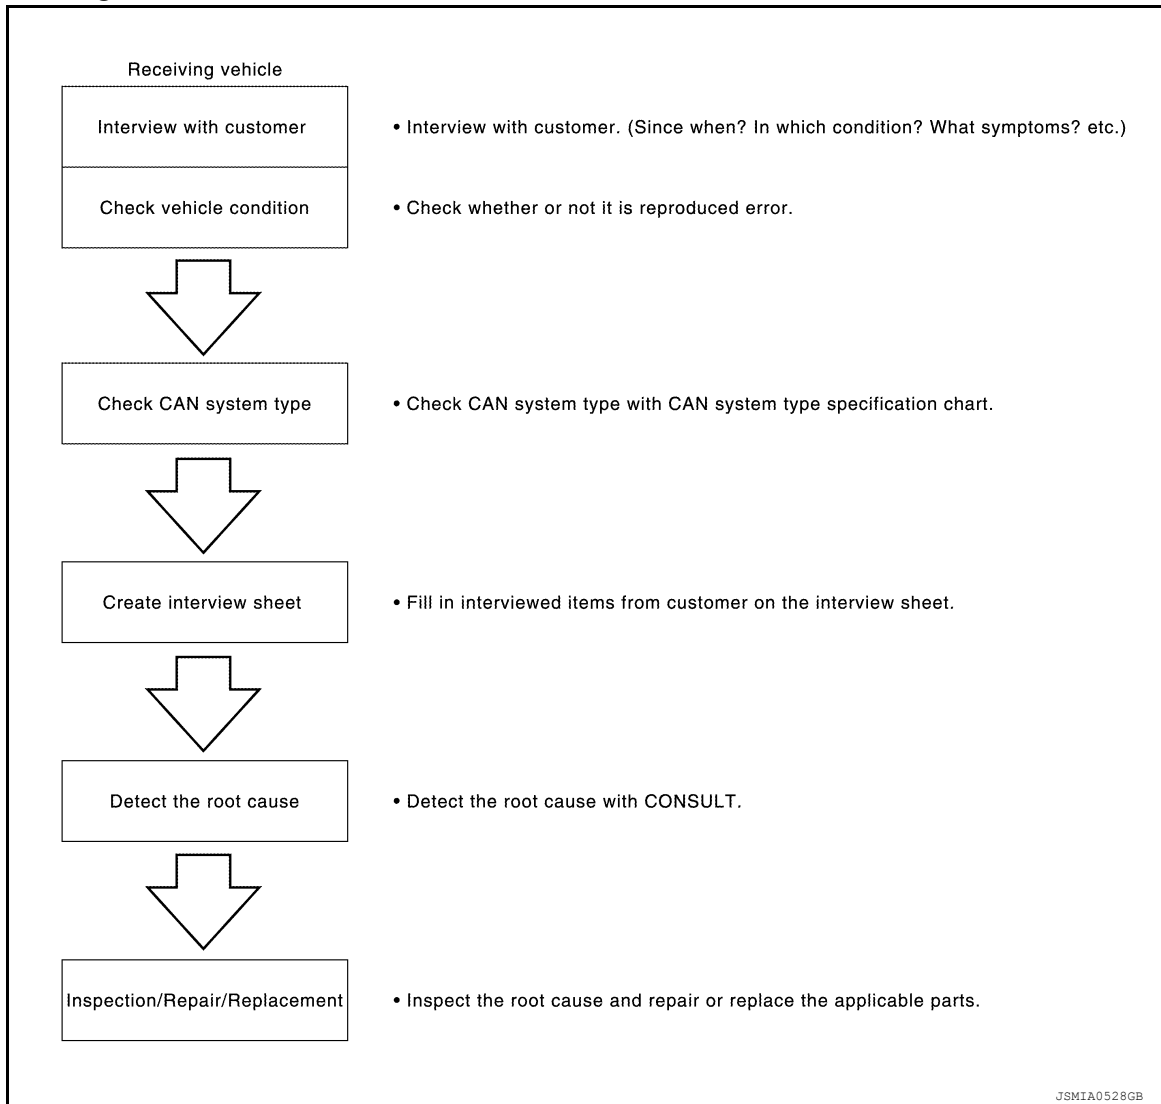 Receiving vehicle
Interview with customer
• Interview with customer. (Since when? In which condition? What symptoms? etc.)
Check vehicle condition
• Check whether or not it is reproduced error.
Check CAN system type
• Check CAN system type with CAN system type specification chart.
Create interview sheet
• Fill in interviewed items from customer on the interview sheet.
Detect the root cause
• Detect the root cause with CONSULT.
Inspection/Repair/Replacement
• Inspect the root cause and repair or replace the applicable parts.
JSMIA0528GB